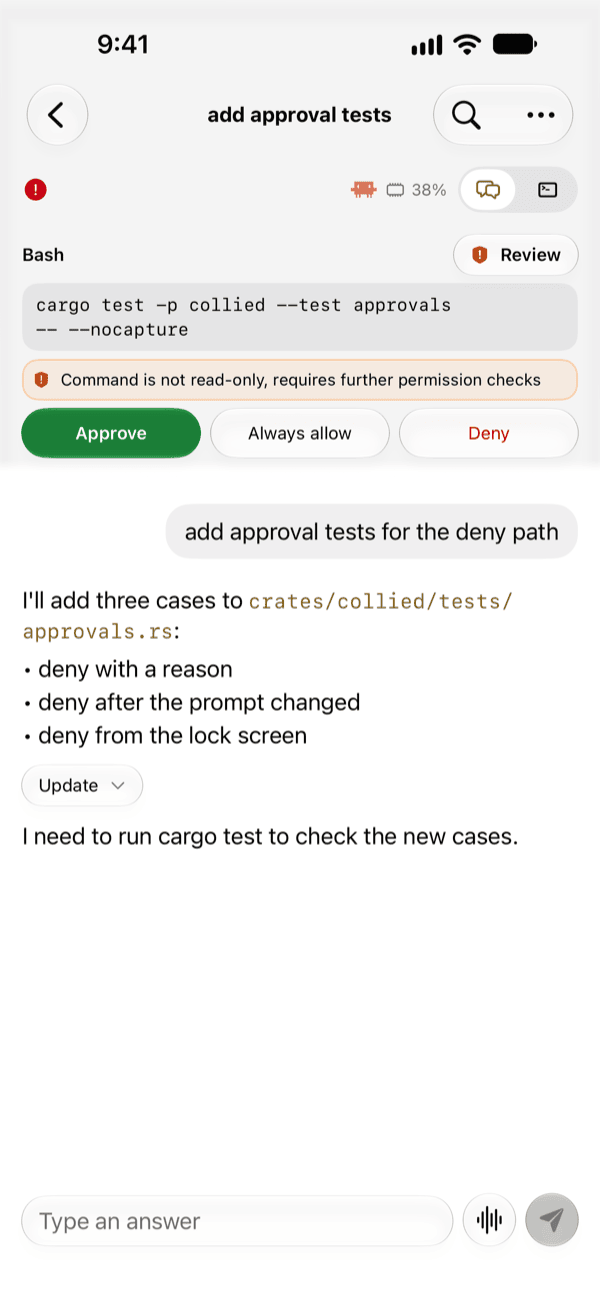 9:41
add approval tests
38%
Bash
Review
cargo test -p collied --test approvals
-- --nocapture
Command is not read-only, requires further permission checks
Approve
Always allow
Deny
add approval tests for the deny path
I'll add three cases to crates/collied/tests/
approvals.rs:
• deny with a reason
• deny after the prompt changed
• deny from the lock screen
Update
I need to run cargo test to check the new cases.
Type an answer